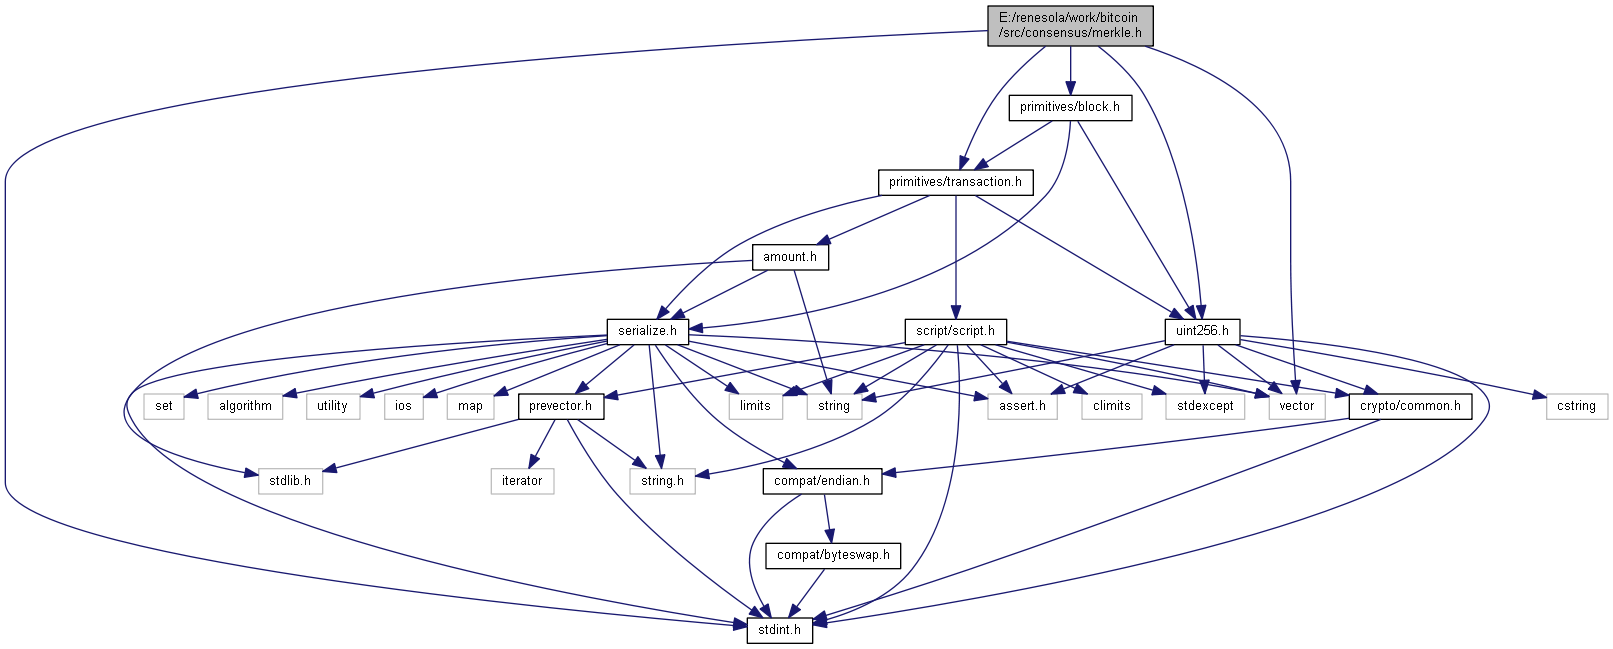 E:/renesola/work/bitcoin
/src/consensus/merkle.h
primitives/block.h
primitives/transaction.h
amount.h
serialize.h
script/script.h
uint256.h
set
algorithm
utility
ios
map
prevector.h
limits
string
assert.h
climits
stdexcept
vector
crypto/common.h
cstring
stdlib.h
iterator
string.h
compat/endian.h
compat/byteswap.h
stdint.h